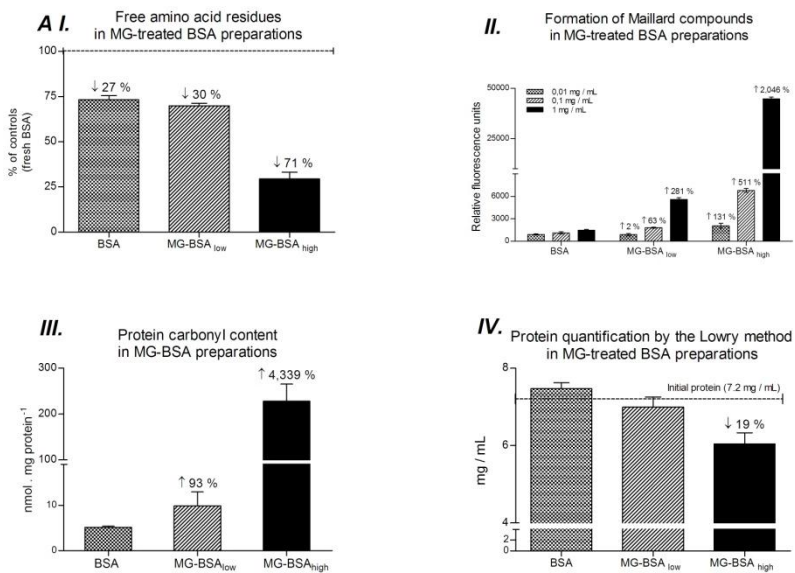 A I.
Free amino acid residues
in MG-treated BSA preparations
% of controls
(fresh BSA)
100
75
50
25
0
↓ 27 %
↓ 30 %
↓ 71 %
BSA
MG-BSA low
MG-BSA high
II.
Formation of Maillard compounds
in MG-treated BSA preparations
Relative fluorescence units
50000
25000
6000
3000
0
0,01 mg / mL
0,1 mg / mL
1 mg / mL
↑ 2 %
↑ 63 %
↑ 281 %
↑ 131 %
↑ 511 %
↑ 2,046 %
BSA
MG-BSA low
MG-BSA high
III.
Protein carbonyl content
in MG-BSA preparations
nmol . mg protein⁻¹
300
200
100
10
0
↑ 93 %
↑ 4,339 %
BSA
MG-BSAlow
MG-BSAhigh
IV.
Protein quantification by the Lowry method
in MG-treated BSA preparations
mg / mL
8
6
4
2
0
Initial protein (7.2 mg / mL)
↓ 19 %
BSA
MG-BSA low
MG-BSA high